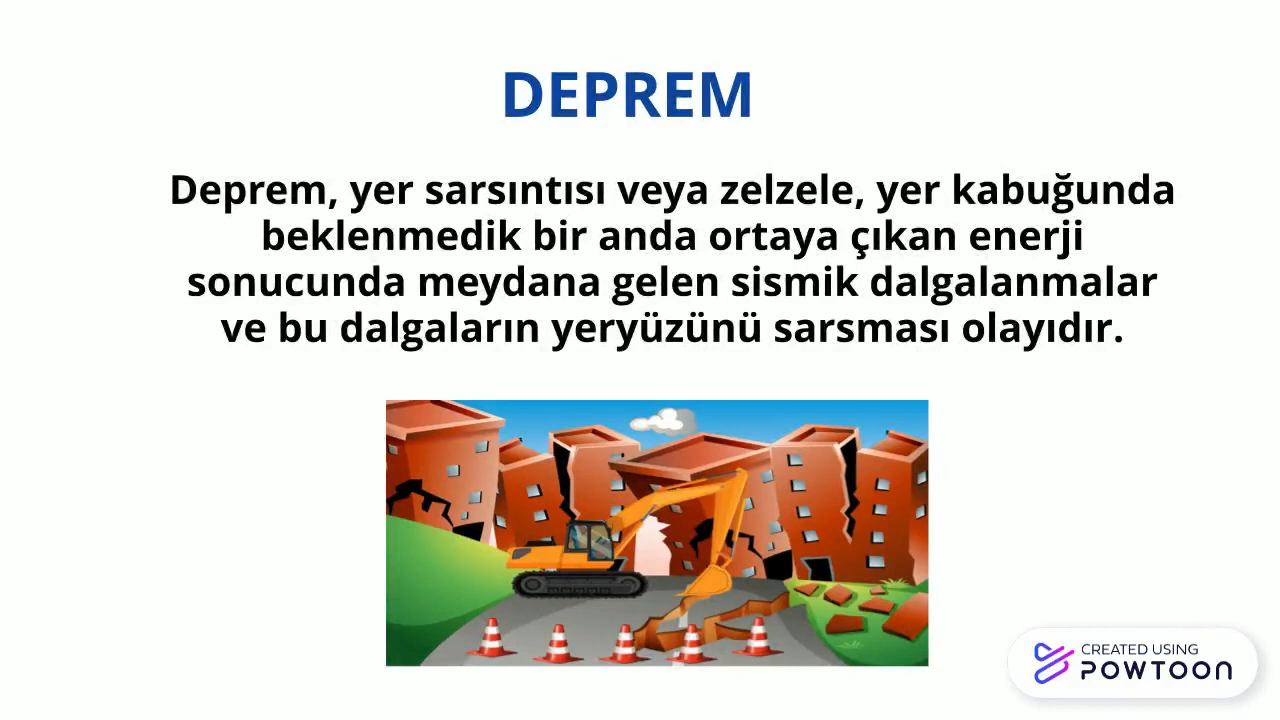 DEPREM
Deprem, yer sarsıntısı veya zelzele, yer kabuğunda
beklenmedik bir anda ortaya çıkan enerji
sonucunda meydana gelen sismik dalgalanmalar
ve bu dalgaların yeryüzünü sarsması olayıdır.
CREATED USING
POWTOON